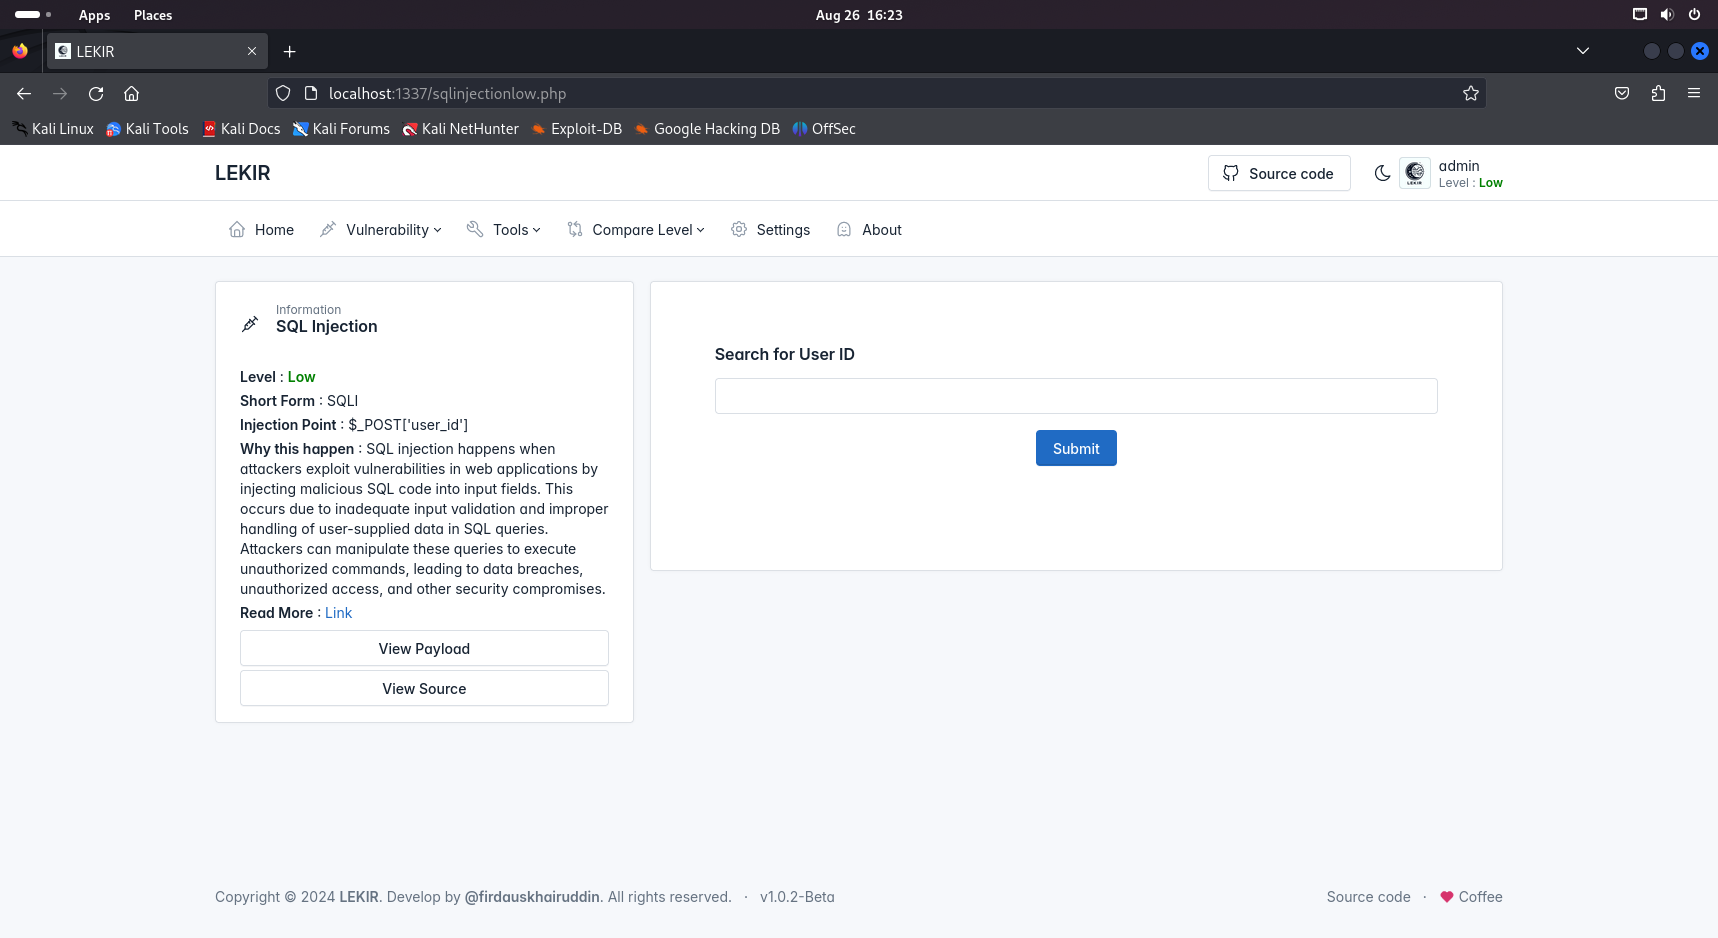 Apps Places Aug 26 16:23
LEKIR
localhost:1337/sqlinjectionlow.php
Kali Linux Kali Tools Kali Docs Kali Forums Kali NetHunter Exploit-DB Google Hacking DB OffSec
LEKIR Source code admin
Level : Low
Home Vulnerability Tools Compare Level Settings About
Information
SQL Injection
Level : Low
Short Form : SQLI
Injection Point : $_POST['user_id']
Why this happen : SQL injection happens when
attackers exploit vulnerabilities in web applications by
injecting malicious SQL code into input fields. This
occurs due to inadequate input validation and improper
handling of user-supplied data in SQL queries.
Attackers can manipulate these queries to execute
unauthorized commands, leading to data breaches,
unauthorized access, and other security compromises.
Read More : Link
View Payload
View Source
Search for User ID
Submit
Copyright © 2024 LEKIR. Develop by @firdauskhairuddin. All rights reserved. · v1.0.2-Beta
Source code · Coffee